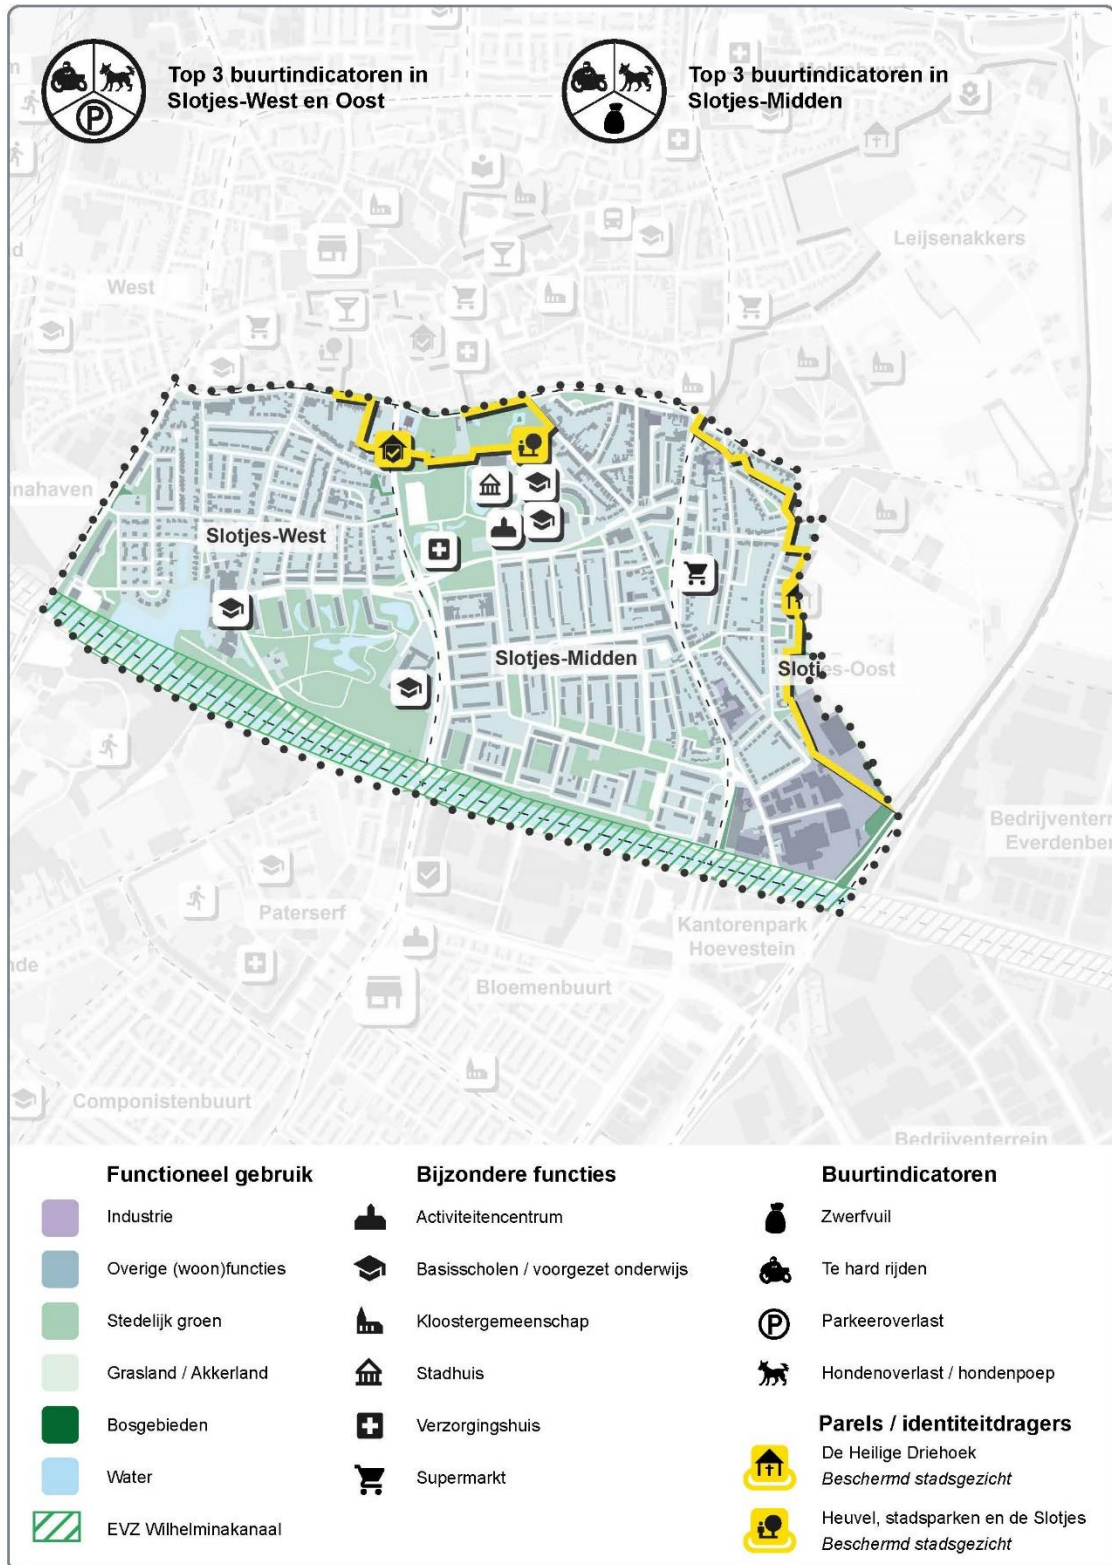 Top 3 buurtindicatoren in
Slotjes-West en Oost
Top 3 buurtindicatoren in
Slotjes-Midden
Leijsenakkers
West
inahaven
Slotjes-West
Slotjes-Midden
Slotjes-Oost
Bedrijventerr
Everdenber
Paterserf
Kantorenpark
Hoevestein
nde
Bloemenbuurt
Componistenbuurt
Bedrijventerrein
Functioneel gebruik
Industrie
Overige (woon)functies
Stedelijk groen
Grasland / Akkerland
Bosgebieden
Water
EVZ Wilhelminakanaal
Bijzondere functies
Activiteitencentrum
Basisscholen / voorgezet onderwijs
Kloostergemeenschap
Stadhuis
Verzorgingshuis
Supermarkt
Buurtindicatoren
Zwerfvuil
Te hard rijden
P
Parkeeroverlast
Hondenoverlast / hondenpoep
Parels / identiteitdragers
De Heilige Driehoek
Beschermd stadsgezicht
Heuvel, stadsparken en de Slotjes
Beschermd stadsgezicht